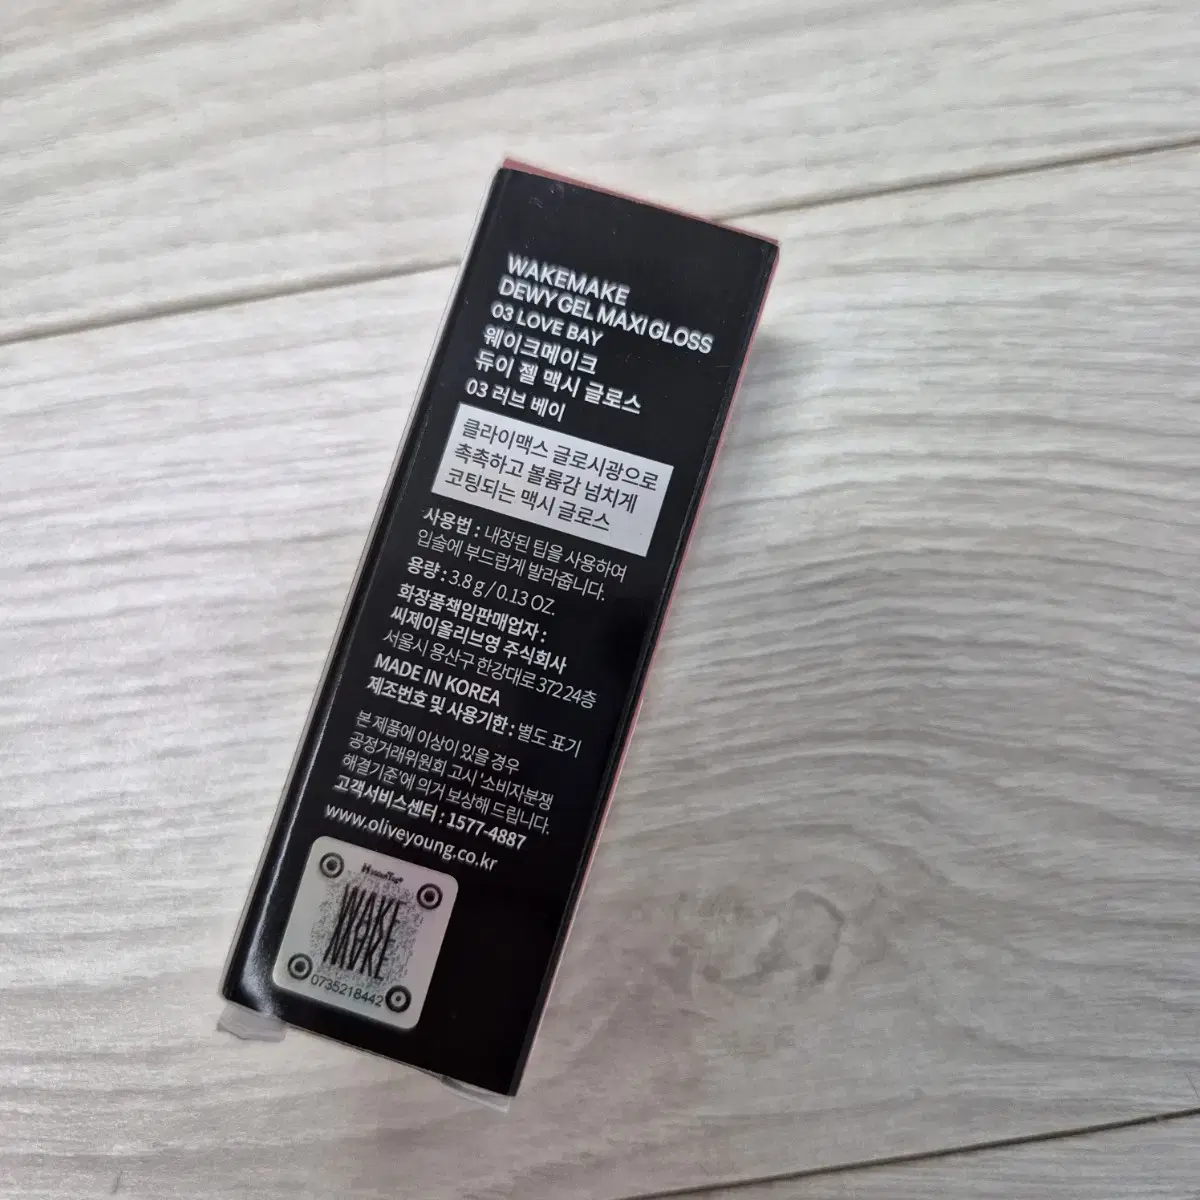 WAKEMAKE
DEWY GEL MAXI GLOSS
03 LOVE BAY
웨이크메이크
듀이 젤 맥시 글로스
03 러브 베이
클라이맥스 글로시광으로
촉촉하고 볼륨감 넘치게
코팅되는 맥시 글로스
사용법 : 내장된 팁을 사용하여
입술에 부드럽게 발라줍니다.
용량 : 3.8 g / 0.13 OZ.
화장품책임판매업자 :
씨제이올리브영 주식회사
서울시 용산구 한강대로 372 24층
MADE IN KOREA
제조번호 및 사용기한 : 별도 표기
본 제품에 이상이 있을 경우
공정거래위원회 고시 '소비자분쟁
해결기준'에 의거 보상해 드립니다.
고객서비스센터 : 1577-4887
www.oliveyoung.co.kr
HiddenTag
WAKE
MAKE
0735218442